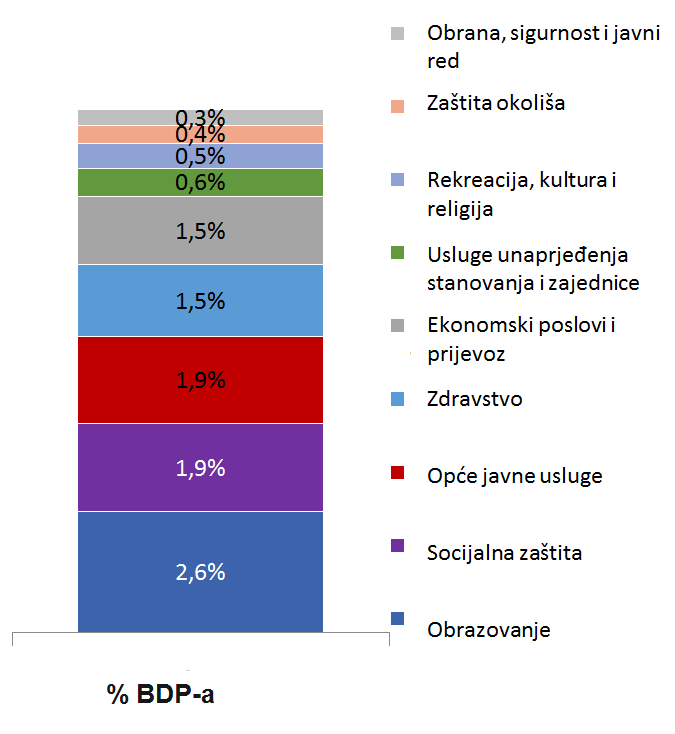 Obrana, sigurnost i javni
red
Zaštita okoliša
Rekreacija, kultura i
religija
Usluge unaprjeđenja
stanovanja i zajednice
Ekonomski poslovi i
prijevoz
Zdravstvo
Opće javne usluge
Socijalna zaštita
Obrazovanje
0,3%
0,4%
0,5%
0,6%
1,5%
1,5%
1,9%
1,9%
2,6%
% BDP-a